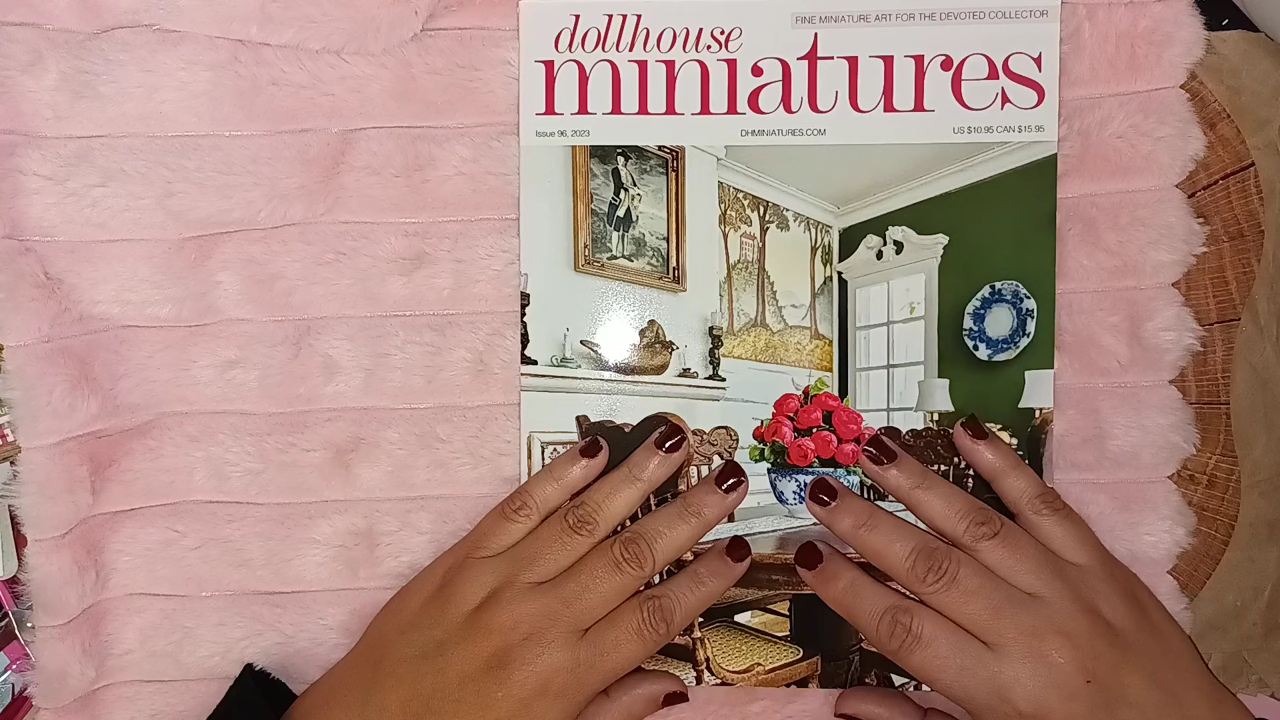 FINE MINIATURE ART FOR THE DEVOTED COLLECTOR
dollhouse
miniatures
Issue 96, 2023 DHMINIATURES.COM US $10.95 CAN $15.95